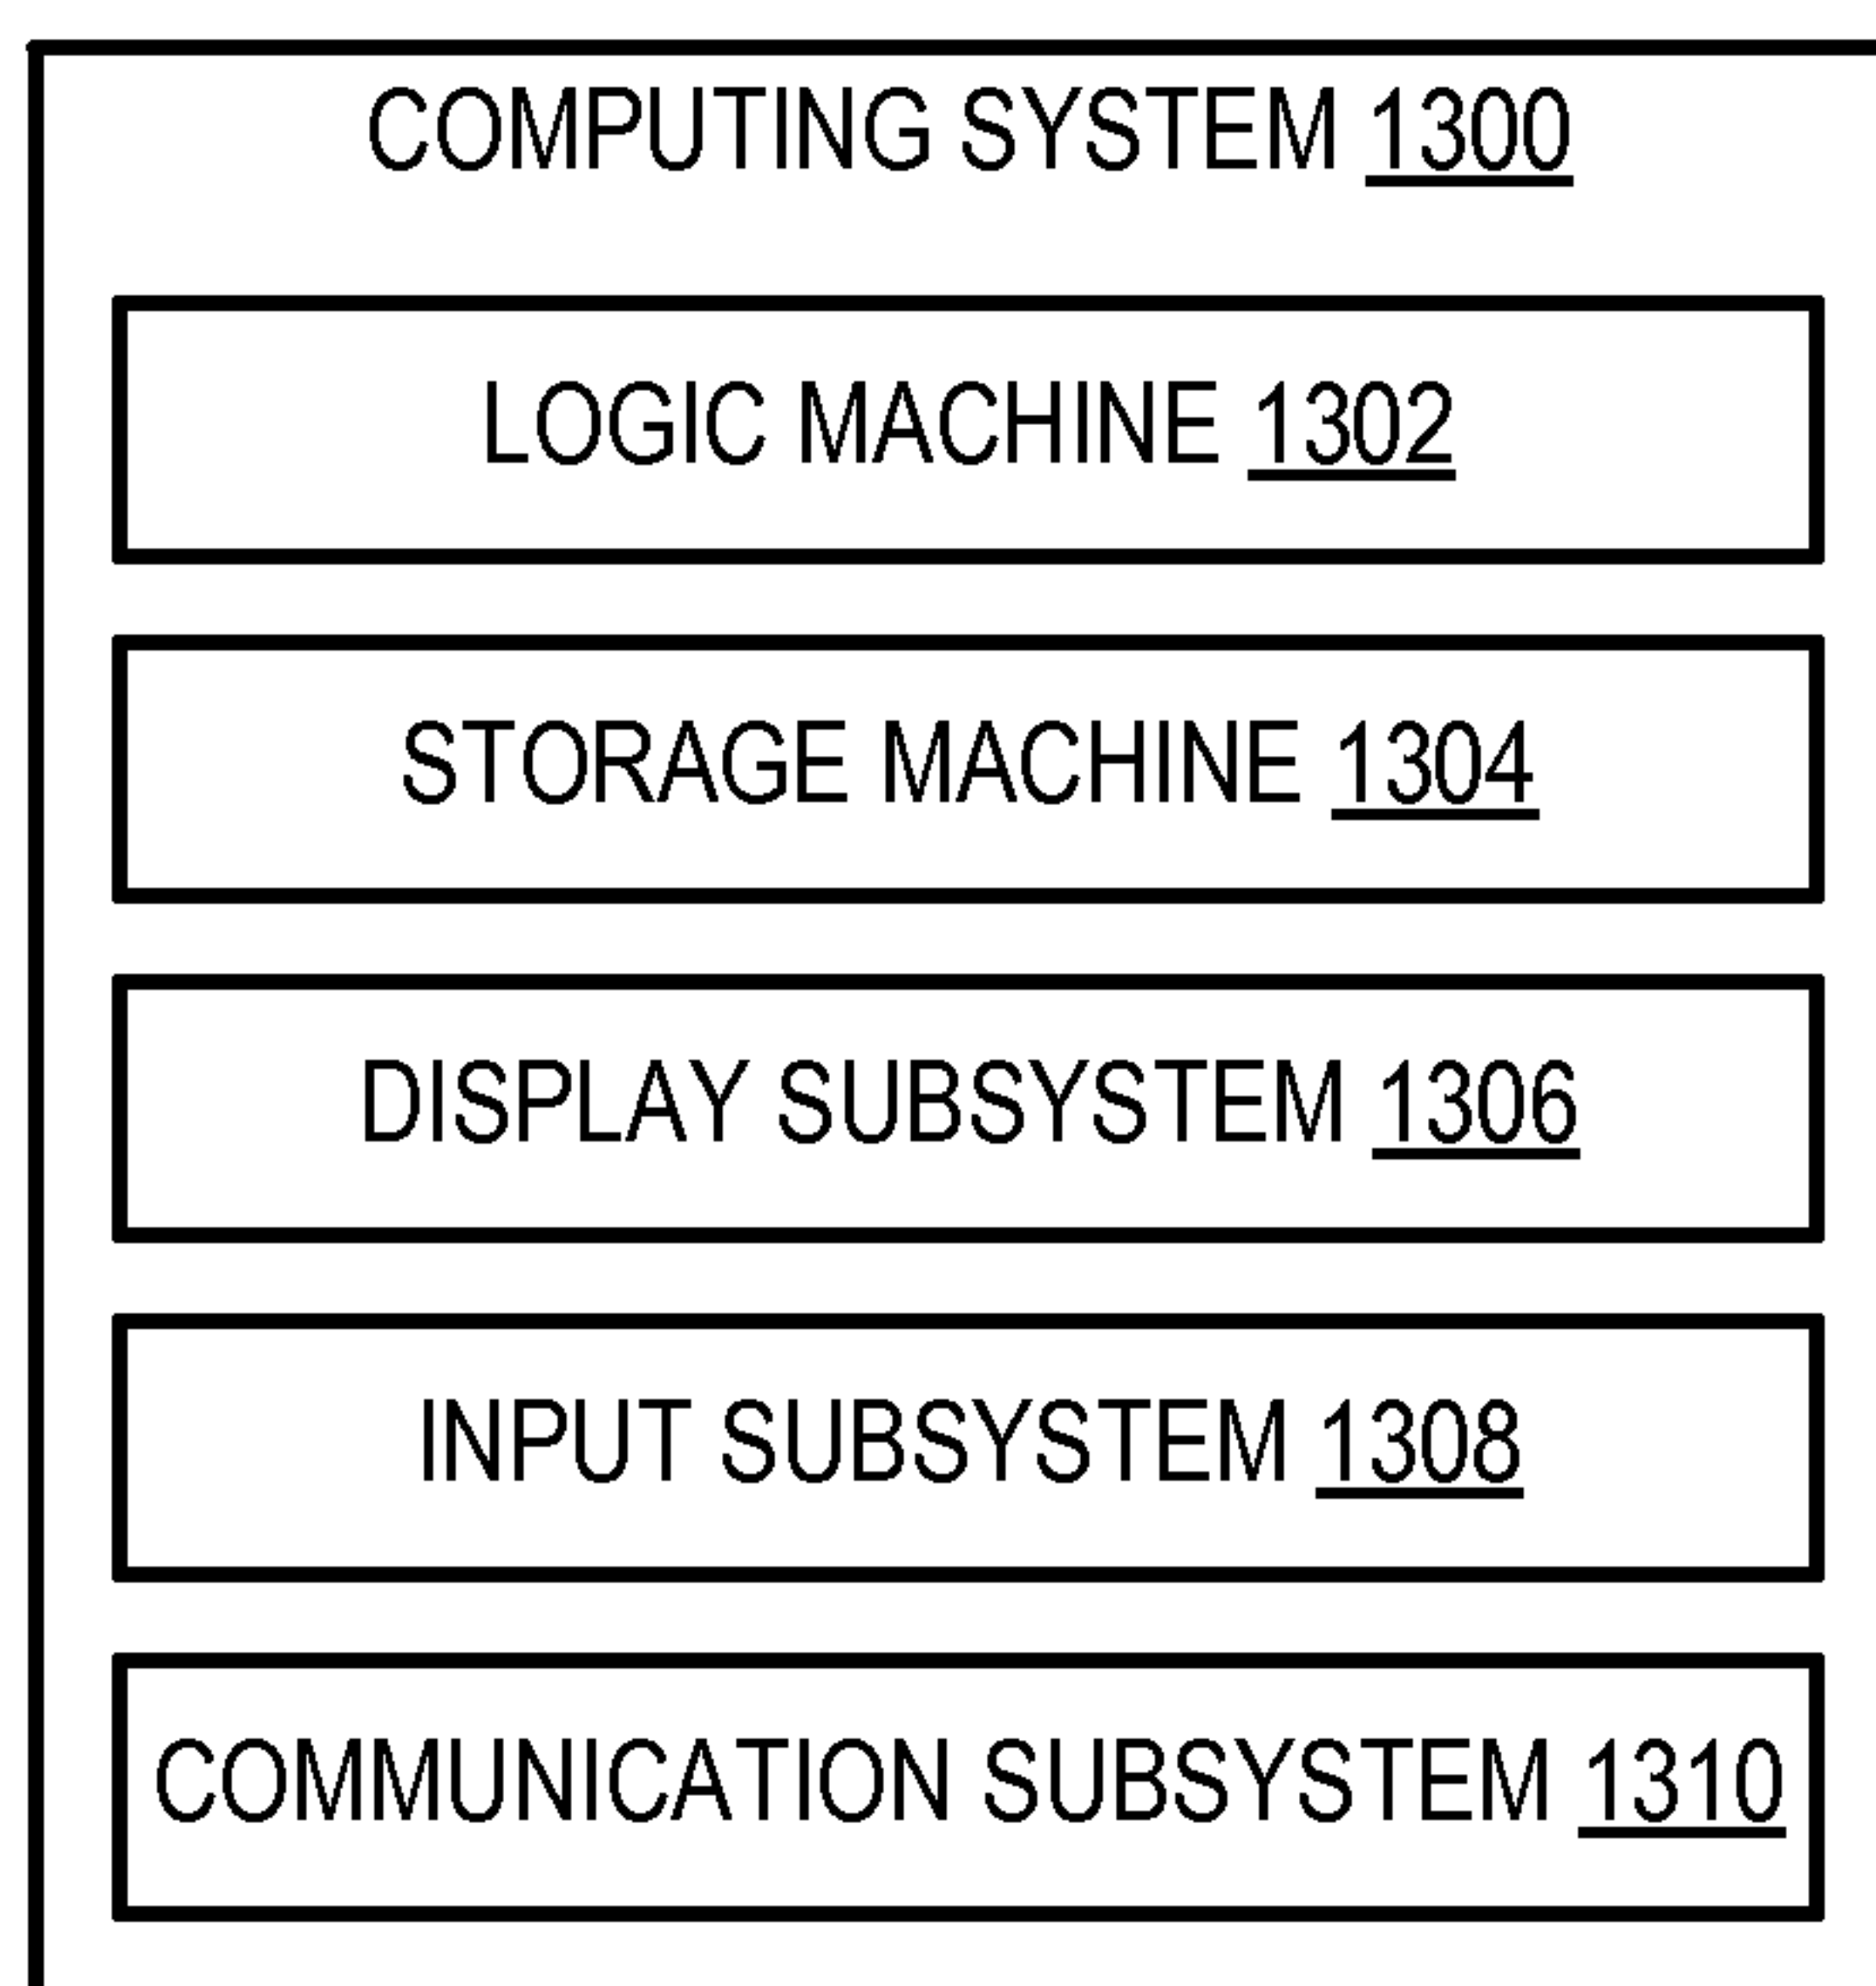 COMPUTING SYSTEM 1300
LOGIC MACHINE 1302
STORAGE MACHINE 1304
DISPLAY SUBSYSTEM 1306
INPUT SUBSYSTEM 1308
COMMUNICATION SUBSYSTEM 1310